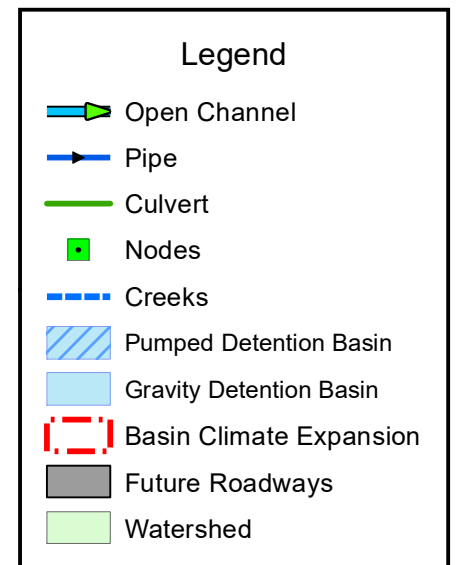 Legend
Open Channel
Pipe
Culvert
Nodes
Creeks
Pumped Detention Basin
Gravity Detention Basin
Basin Climate Expansion
Future Roadways
Watershed